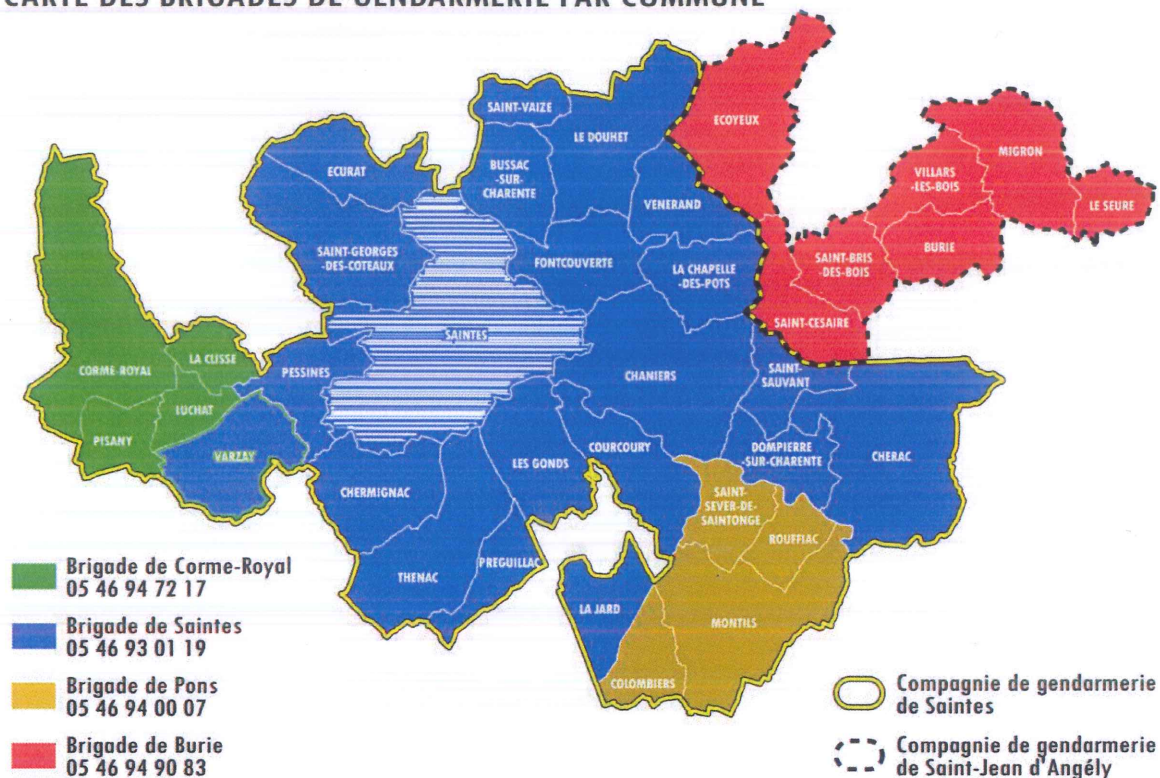 CARTE DES BRIGADES DE GENDARMERIE PAR COMMUNE
SAINT-VAIZE
LE DOUHET
ECOYEUX
MIGRON
ECURAT
BUSSAC
-SUR-
CHARENTE
VILLARS
-LES-BOIS
VENERAND
LE SEURE
SAINT-GEORGES
-DES-COTEAUX
FONTCOUVERTE
LA CHAPELLE
-DES-POTS
SAINT-BRIS
-DES-BOIS
BURIE
SAINT-CESAIRE
SAINTES
LA CLISSE
CORME-ROYAL
PESSINES
CHANIERS
SAINT-
SAUVANT
LUCHAT
PISANY
VARZAY
LES GONDS
COURCOURY
DOMPIERRE
-SUR-CHARENTE
CHERAC
CHERMIGNAC
SAINT-
SEVER-DE-
SAINTONGE
ROUFFIAC
THENAC
PREGUILLAC
LA JARD
MONTILS
COLOMBIERS
Brigade de Corme-Royal
05 46 94 72 17
Brigade de Saintes
05 46 93 01 19
Brigade de Pons
05 46 94 00 07
Brigade de Burie
05 46 94 90 83
Compagnie de gendarmerie
de Saintes
Compagnie de gendarmerie
de Saint-Jean d'Angély